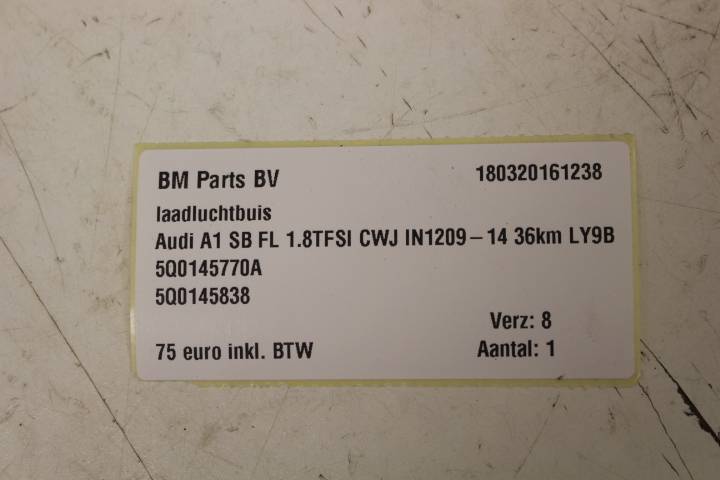 BM Parts BV 180320161238
laadluchtbuis
Audi A1 SB FL 1.8TFSI CWJ IN1209-14 36km LY9B
5Q0145770A
5Q0145838
Verz: 8
75 euro inkl. BTW Aantal: 1